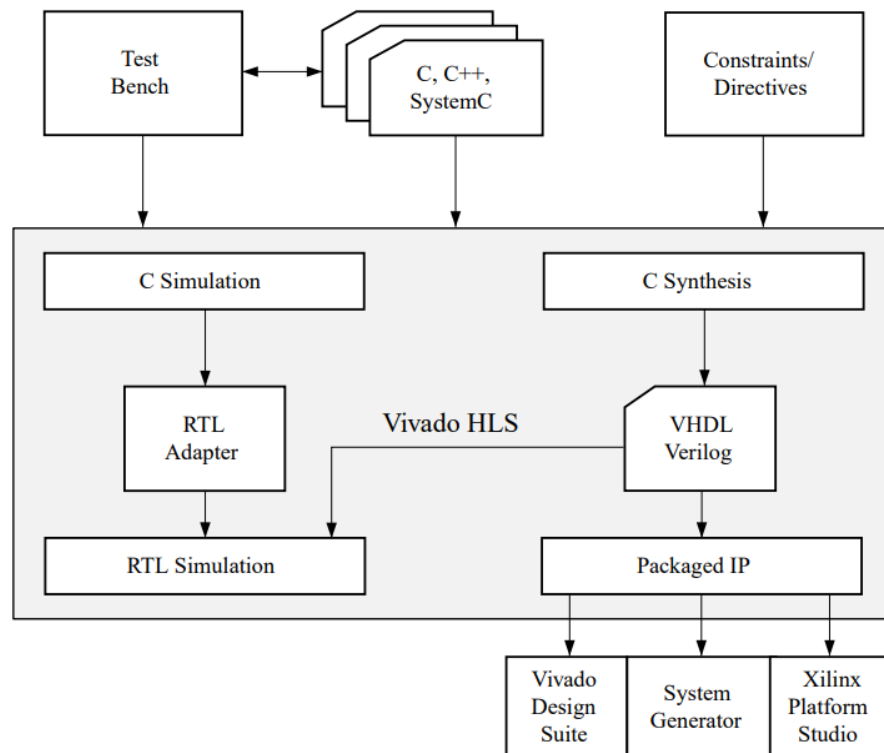 Test
Bench
C, C++,
SystemC
Constraints/
Directives
C Simulation
C Synthesis
RTL
Adapter
Vivado HLS
VHDL
Verilog
RTL Simulation
Packaged IP
Vivado
Design
Suite
System
Generator
Xilinx
Platform
Studio